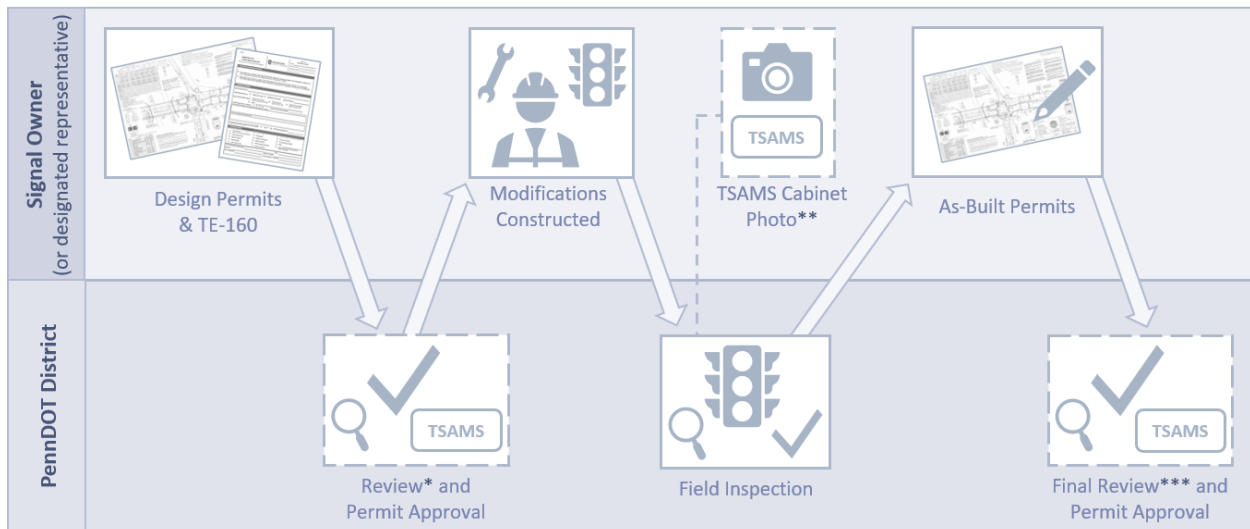 Signal Owner
(or designated representative)
Design Permits
& TE-160
Modifications
Constructed
TSAMS
TSAMS Cabinet
Photo**
As-Built Permits
PennDOT District
TSAMS
Review* and
Permit Approval
Field Inspection
TSAMS
Final Review*** and
Permit Approval